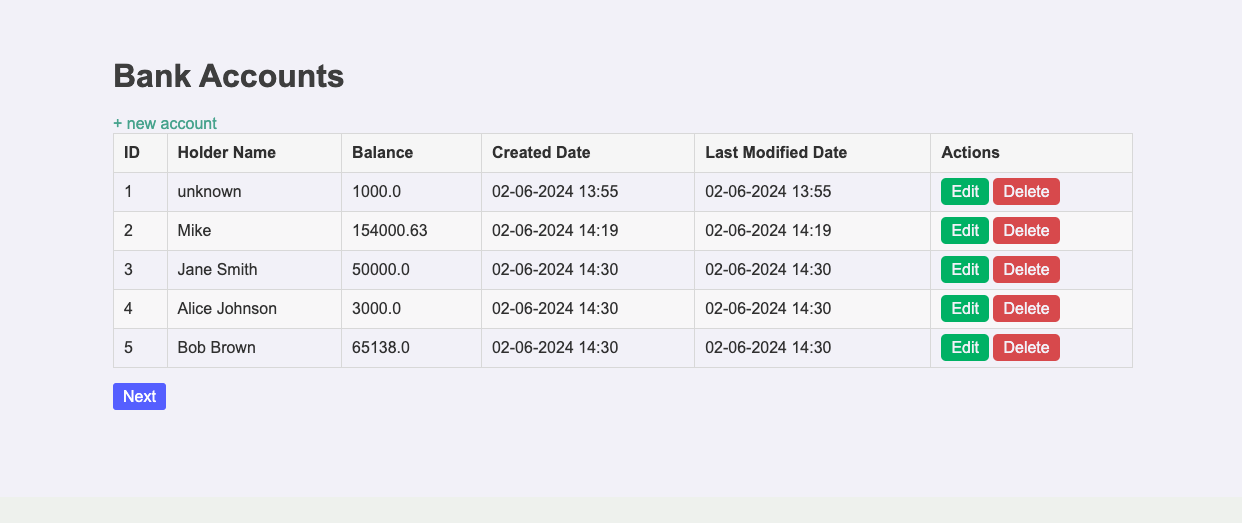 Bank Accounts
+ new account
ID Holder Name Balance Created Date Last Modified Date Actions
1 unknown 1000.0 02-06-2024 13:55 02-06-2024 13:55 Edit Delete
2 Mike 154000.63 02-06-2024 14:19 02-06-2024 14:19 Edit Delete
3 Jane Smith 50000.0 02-06-2024 14:30 02-06-2024 14:30 Edit Delete
4 Alice Johnson 3000.0 02-06-2024 14:30 02-06-2024 14:30 Edit Delete
5 Bob Brown 65138.0 02-06-2024 14:30 02-06-2024 14:30 Edit Delete
Next